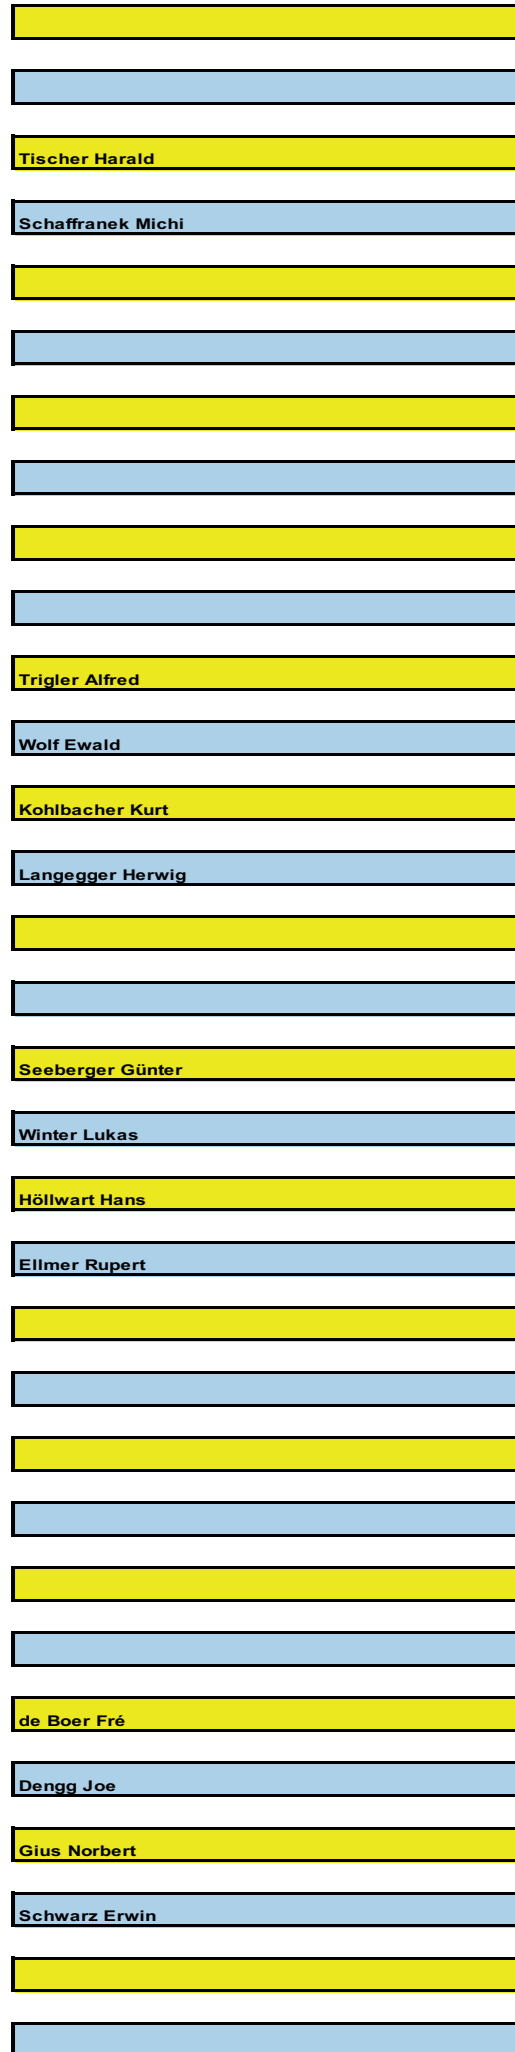 Tischer Harald
Schaffranek Michi
Trigler Alfred
Wolf Ewald
Kohlbacher Kurt
Langegger Herwig
Seeberger Günter
Winter Lukas
Höllwart Hans
Ellmer Rupert
de Boer Fré
Dengg Joe
Gius Norbert
Schwarz Erwin